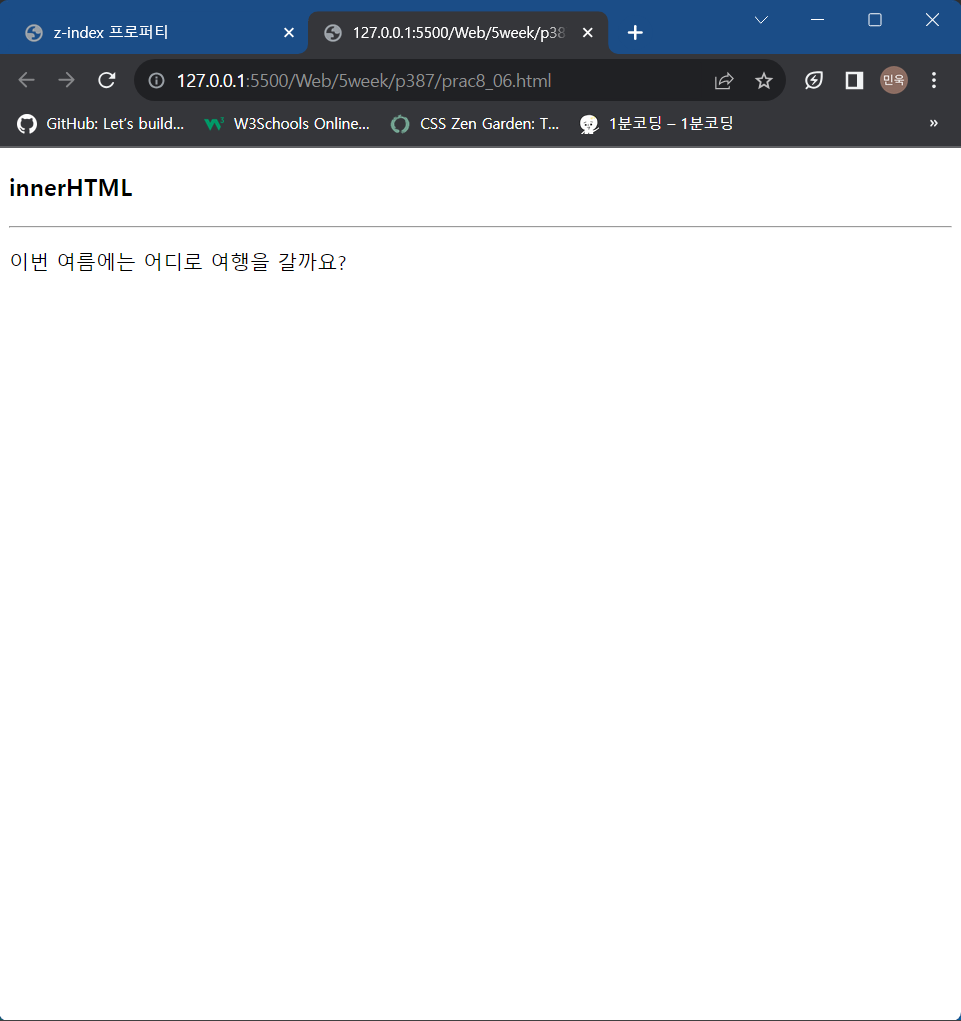 z-index 프로퍼티
127.0.0.1:5500/Web/5week/p38
127.0.0.1:5500/Web/5week/p387/prac8_06.html
민욱
GitHub: Let's build...
W3Schools Online...
CSS Zen Garden: T...
1분코딩 – 1분코딩
»
innerHTML
이번 여름에는 어디로 여행을 갈까요?